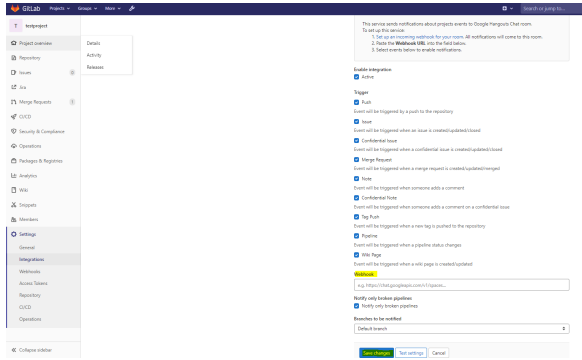 GitLab Projects Groups More Search or jump to...
T testproject
Project overview
Details
Activity
Releases
Repository
Issues 0
Jira
Merge Requests 1
CI/CD
Security & Compliance
Operations
Packages & Registries
Analytics
Wiki
Snippets
Members
Settings
General
Integrations
Webhooks
Access Tokens
Repository
CI/CD
Operations
Collapse sidebar
This service sends notifications about projects events to Google Hangouts Chat room.
To set up this service:
1. Set up an incoming webhook for your room. All notifications will come to this room.
2. Paste the Webhook URL into the field below.
3. Select events below to enable notifications.
Enable integration
Active
Trigger
Push
Event will be triggered by a push to the repository
Issue
Event will be triggered when an issue is created/updated/closed
Confidential Issue
Event will be triggered when a confidential issue is created/updated/closed
Merge Request
Event will be triggered when a merge request is created/updated/merged
Note
Event will be triggered when someone adds a comment
Confidential Note
Event will be triggered when someone adds a comment on a confidential issue
Tag Push
Event will be triggered when a new tag is pushed to the repository
Pipeline
Event will be triggered when a pipeline status changes
Wiki Page
Event will be triggered when a wiki page is created/updated
Webhook
e.g. https://chat.googleapis.com/v1/spaces...
Notify only broken pipelines
Notify only broken pipelines
Branches to be notified
Default branch
Save changes Test settings Cancel